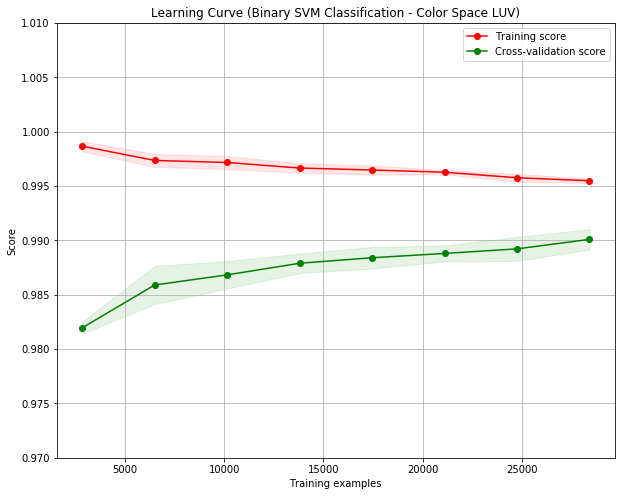 Learning Curve (Binary SVM Classification - Color Space LUV)
Training score
Cross-validation score
1.010
1.005
1.000
0.995
0.990
0.985
0.980
0.975
0.970
Score
5000 10000 15000 20000 25000
Training examples